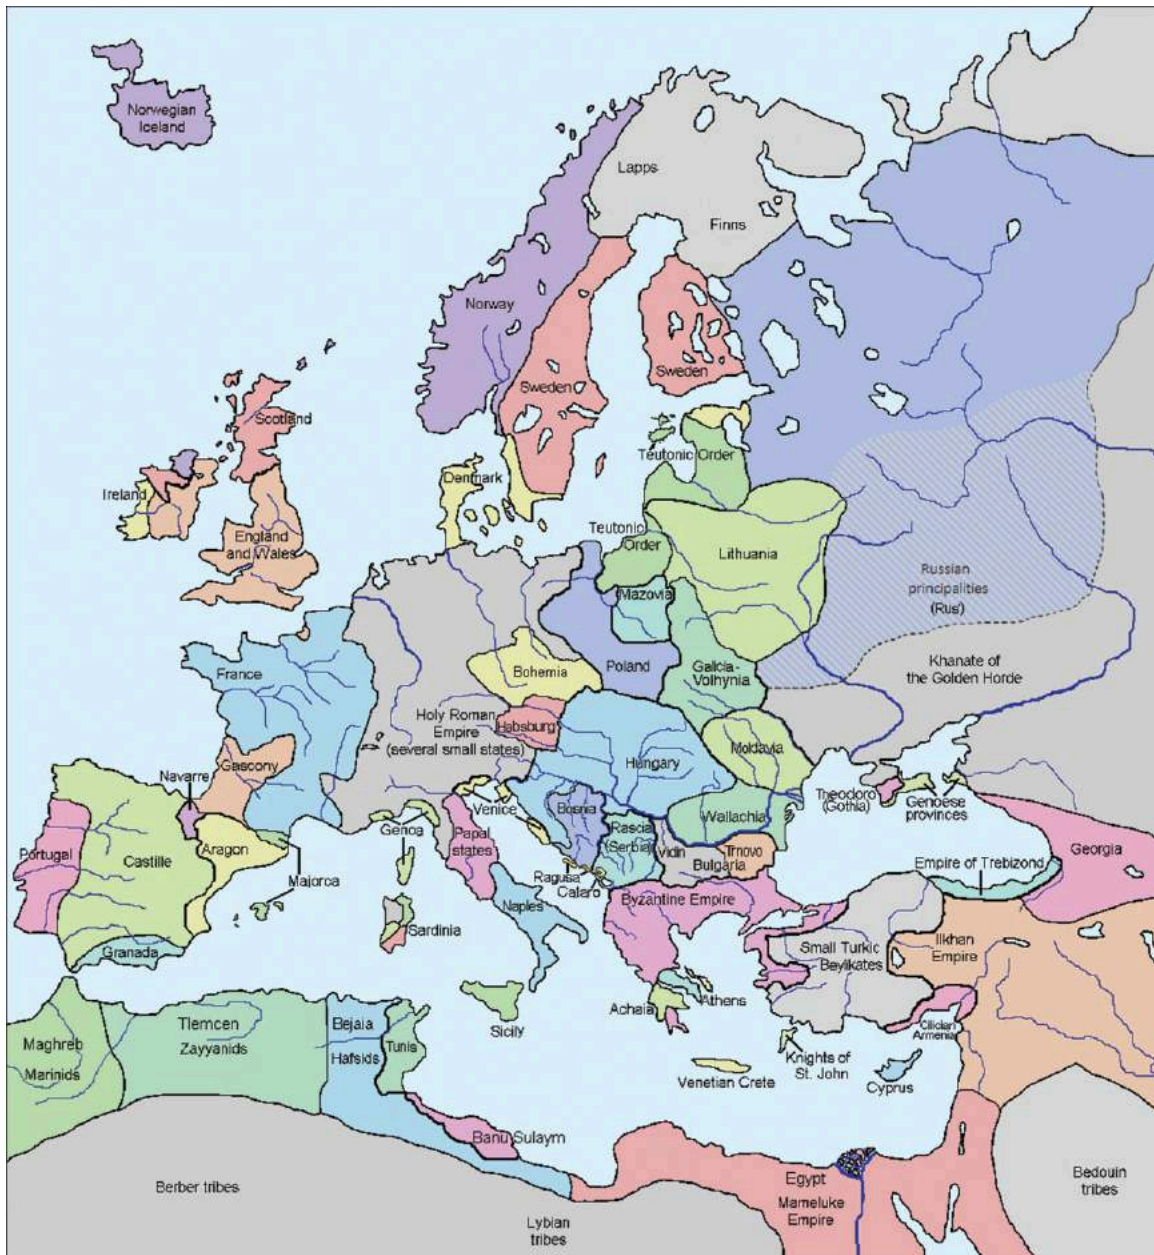 Norwegian
Iceland
Lapps
Finns
Norway
Sweden
Sweden
Scotland
Teutonic Order
Ireland
Denmark
England
and Wales
Teutonic
Order
Lithuania
Mazovia
Russian
principalities
(Rus')
France
Bohemia
Poland
Galicia-
Volhynia
Khanate of
the Golden Horde
Holy Roman
Empire
(several small states)
Habsburg
Moldavia
Gascony
Hungary
Navarre
Venice
Bosnia
Wallachia
Theodoro
(Gothia)
Genoese
provinces
Portugal
Castille
Aragon
Genoa
Papal
states
Rascia
(Serbia)
Vidin
Bulgaria
Trnovo
Georgia
Majorca
Ragusa
Cataro
Empire of Trebizond
Granada
Sardinia
Naples
Byzantine Empire
Small Turkic
Beylikates
Ilkhan
Empire
Sicily
Achaia
Athens
Cilician
Armenia
Maghreb
Marinids
Tlemcen
Zayyanids
Bejaia
Hafsids
Tunis
Venetian Crete
Knights of
St. John
Cyprus
Banu Sulaym
Berber tribes
Lybian
tribes
Egypt
Mameluke
Empire
Bedouin
tribes